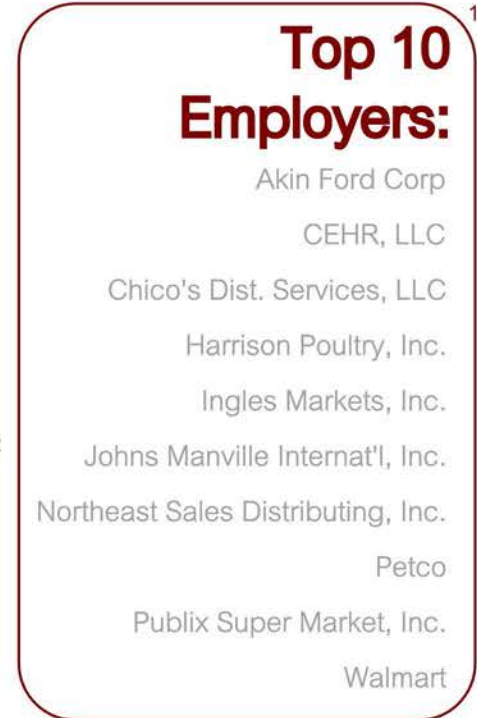 1
Top 10
Employers:
Akin Ford Corp
CEHR, LLC
Chico's Dist. Services, LLC
Harrison Poultry, Inc.
Ingles Markets, Inc.
Johns Manville Internat'l, Inc.
Northeast Sales Distributing, Inc.
Petco
Publix Super Market, Inc.
Walmart